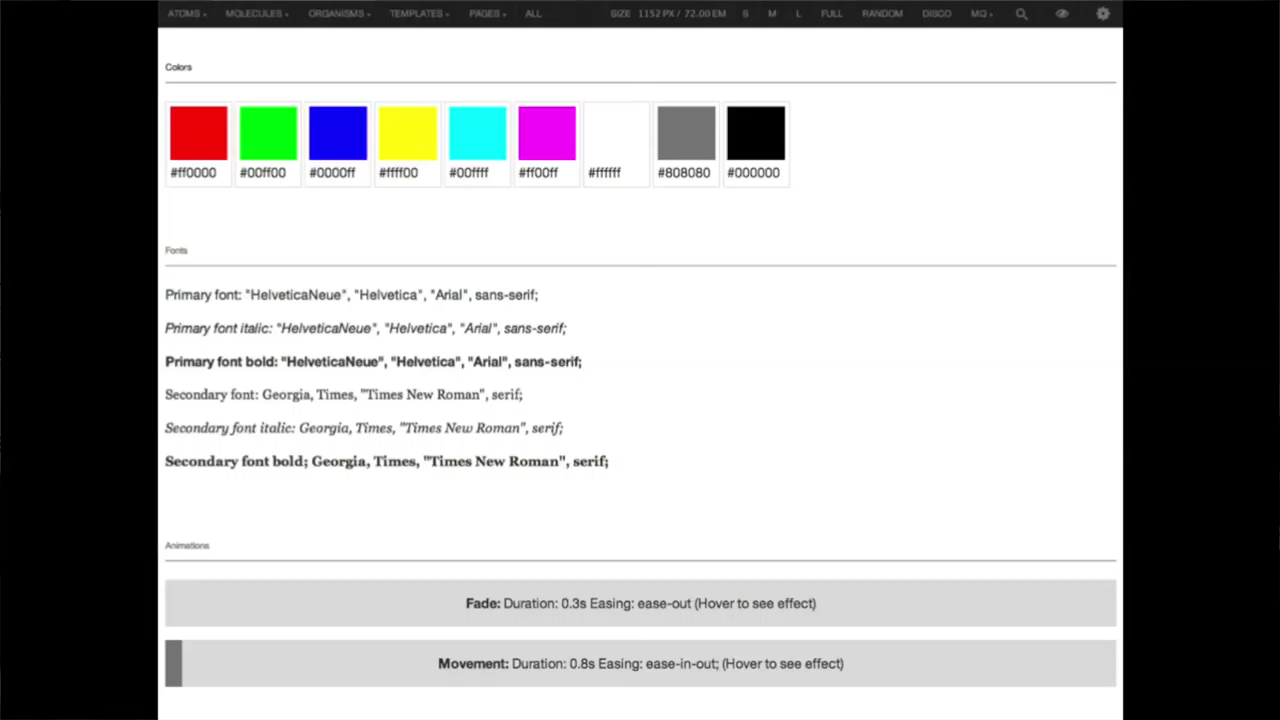 ATOMS MOLECULES ORGANISMS TEMPLATES PAGES ALL SIZE 1152 PX / 72.00 EM S M L FULL RANDOM DISCO MQ
Colors
#ff0000 #00ff00 #0000ff #ffff00 #00ffff #ff00ff #ffffff #808080 #000000
Fonts
Primary font: "HelveticaNeue", "Helvetica", "Arial", sans-serif;
Primary font italic: "HelveticaNeue", "Helvetica", "Arial", sans-serif;
Primary font bold: "HelveticaNeue", "Helvetica", "Arial", sans-serif;
Secondary font: Georgia, Times, "Times New Roman", serif;
Secondary font italic: Georgia, Times, "Times New Roman", serif;
Secondary font bold; Georgia, Times, "Times New Roman", serif;
Animations
Fade: Duration: 0.3s Easing: ease-out (Hover to see effect)
Movement: Duration: 0.8s Easing: ease-in-out; (Hover to see effect)